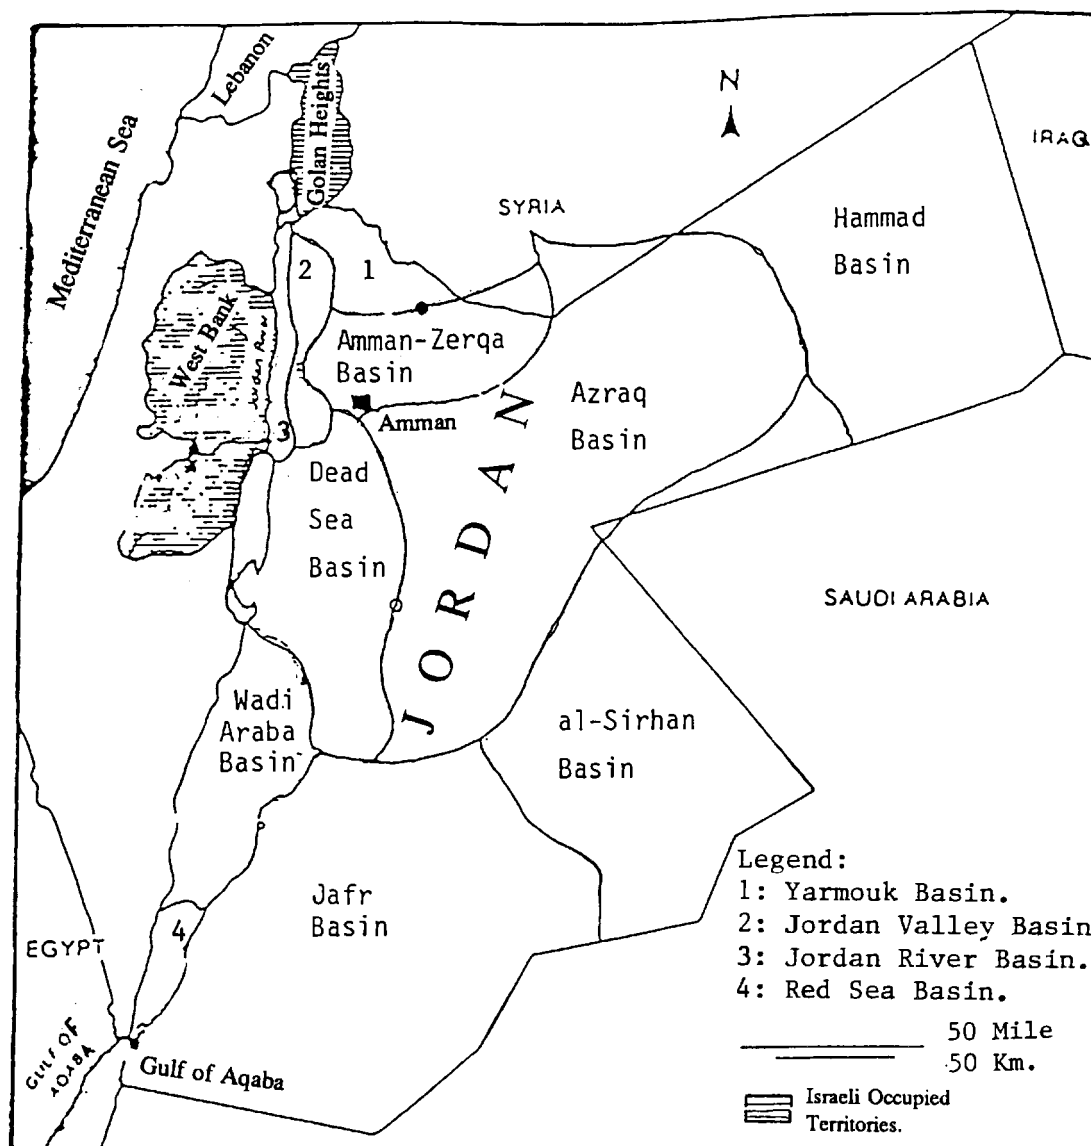 Mediterranean Sea
Lebanon
Golan Heights
N
IRAQ
SYRIA
Hammad
Basin
2
1
West Bank
Jordan River
Amman-Zerqa
Basin
Amman
Azraq
Basin
3
Dead
Sea
Basin
JORDAN
SAUDI ARABIA
Wadi
Araba
Basin
al-Sirhan
Basin
Jafr
Basin
4
EGYPT
GULF OF
AQABA
Gulf of Aqaba
Legend:
1: Yarmouk Basin.
2: Jordan Valley Basin
3: Jordan River Basin.
4: Red Sea Basin.
50 Mile
50 Km.
Israeli Occupied
Territories.